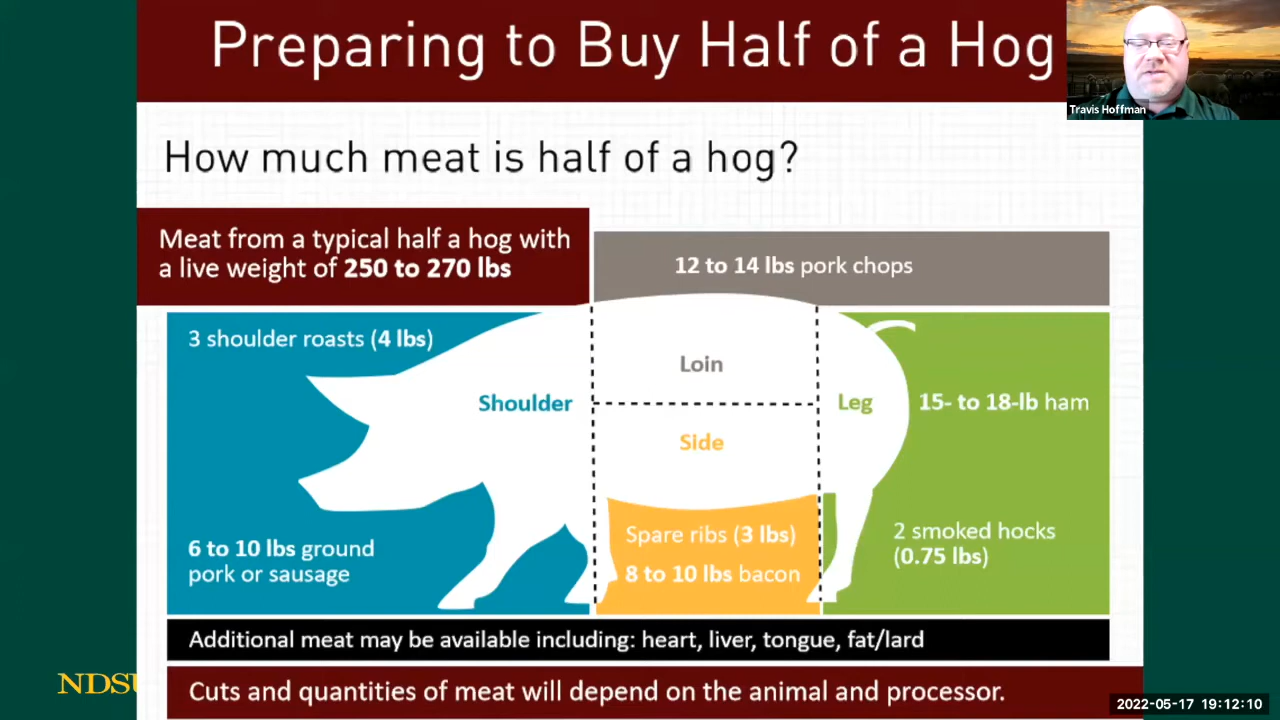 Preparing to Buy Half of a Hog
Travis Hoffman
How much meat is half of a hog?
Meat from a typical half a hog with
a live weight of 250 to 270 lbs
12 to 14 lbs pork chops
3 shoulder roasts (4 lbs)
Loin
Shoulder
Leg
15- to 18-lb ham
Side
6 to 10 lbs ground
pork or sausage
Spare ribs (3 lbs)
8 to 10 lbs bacon
2 smoked hocks
(0.75 lbs)
Additional meat may be available including: heart, liver, tongue, fat/lard
NDSU
Cuts and quantities of meat will depend on the animal and processor.
2022-05-17 19:12:10